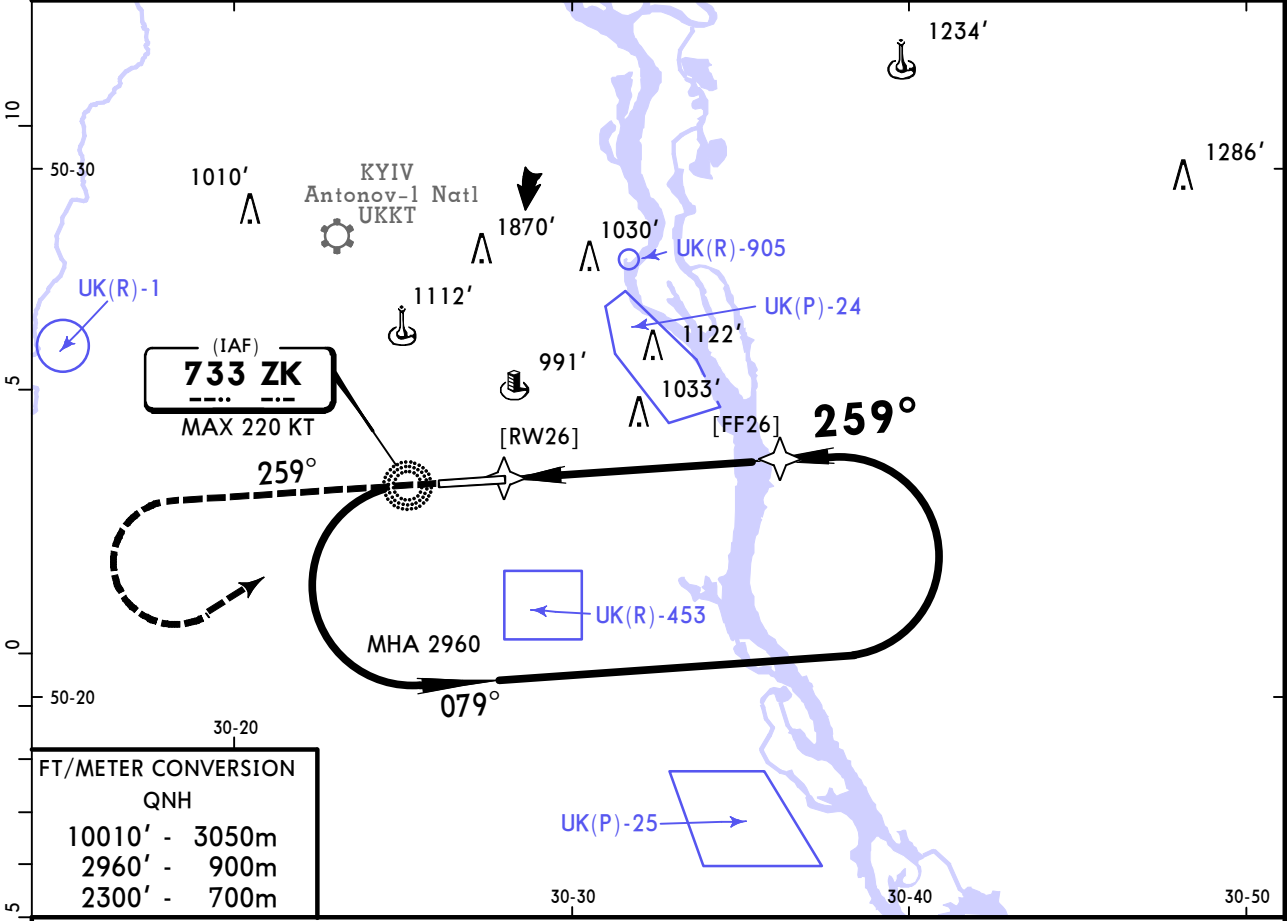 1234'
10
50-30
1286'
1010'
KYIV
Antonov-1 Natl
UKKT
1870'
1030'
UK(R)-905
UK(R)-1
1112'
UK(P)-24
1122'
(IAF)
733 ZK
MAX 220 KT
991'
1033'
5
[RW26]
[FF26]
259°
259°
UK(R)-453
MHA 2960
0
50-20
079°
30-20
FT/METER CONVERSION
QNH
10010' - 3050m
2960' - 900m
2300' - 700m
UK(P)-25
5
30-30
30-40
30-50